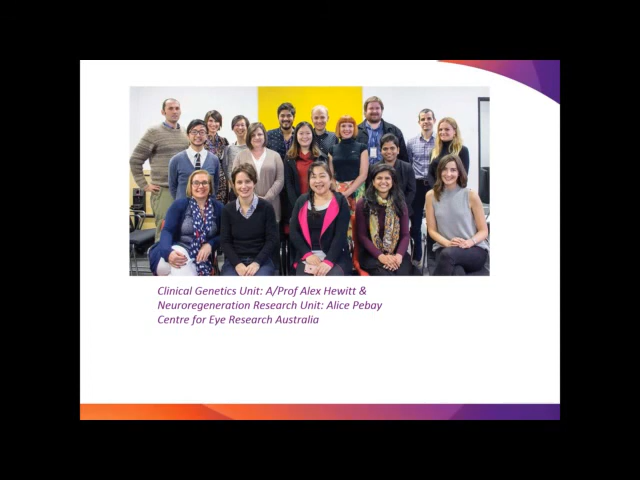 Clinical Genetics Unit: A/Prof Alex Hewitt &
Neuroregeneration Research Unit: Alice Pebay
Centre for Eye Research Australia